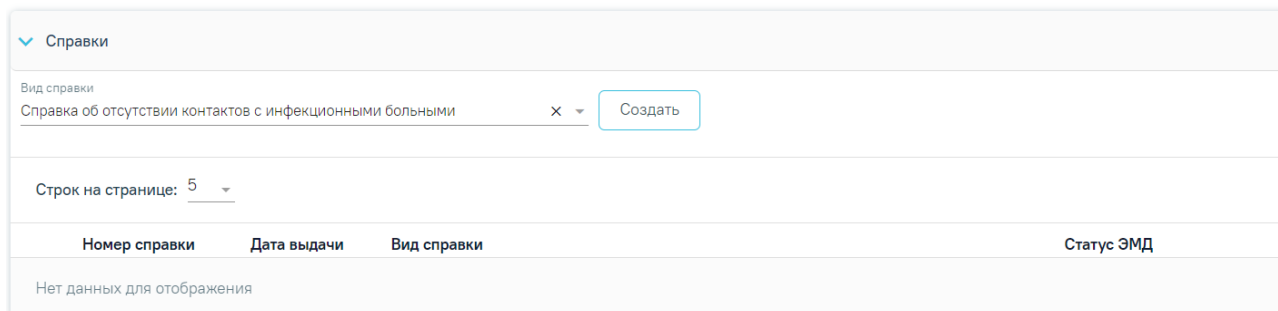 Справки
Вид справки
Справка об отсутствии контактов с инфекционными больными
Создать
Строк на странице: 5
Номер справки Дата выдачи Вид справки Статус ЭМД
Нет данных для отображения